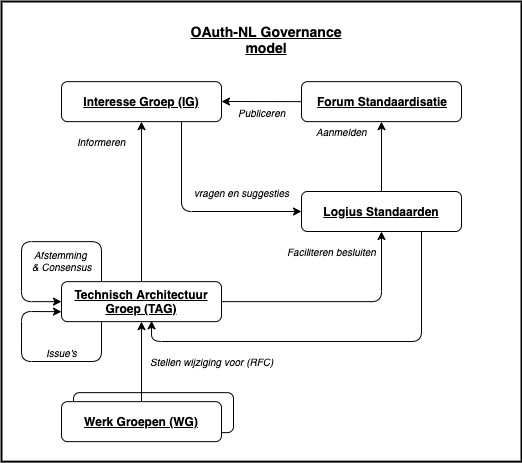 OAuth-NL Governance
model
Interesse Groep (IG)
Forum Standaardisatie
Publiceren
Informeren
Aanmelden
vragen en suggesties
Logius Standaarden
Faciliteren besluiten
Afstemming
& Consensus
Technisch Architectuur
Groep (TAG)
Issue's
Stellen wijziging voor (RFC)
Werk Groepen (WG)